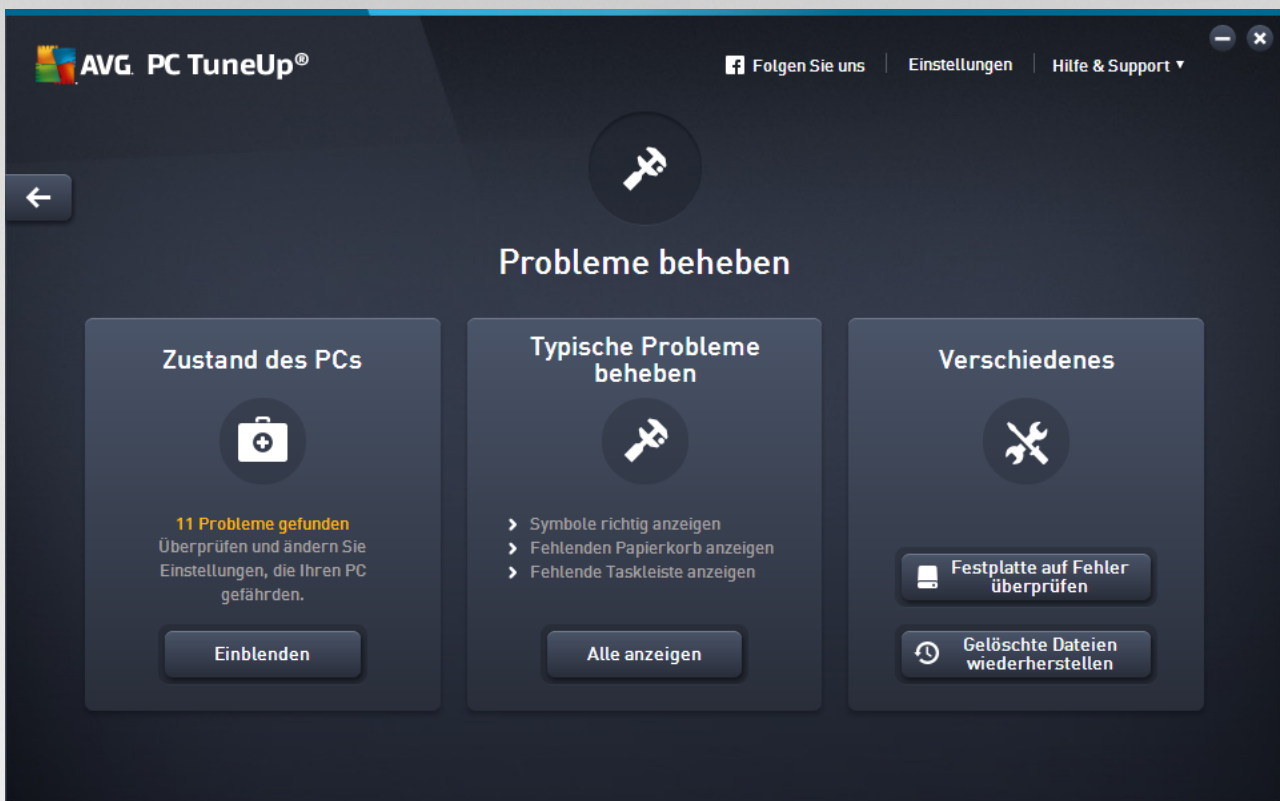 AVG PC TuneUp®
Folgen Sie uns
Einstellungen
Hilfe & Support
Probleme beheben
Zustand des PCs
11 Probleme gefunden
Überprüfen und ändern Sie
Einstellungen, die Ihren PC
gefährden.
Einblenden
Typische Probleme
beheben
Symbole richtig anzeigen
Fehlenden Papierkorb anzeigen
Fehlende Taskleiste anzeigen
Alle anzeigen
Verschiedenes
Festplatte auf Fehler
überprüfen
Gelöschte Dateien
wiederherstellen